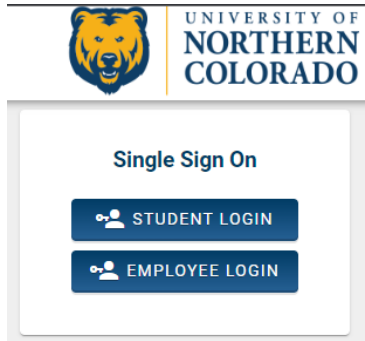 UNIVERSITY OF
NORTHERN
COLORADO
Single Sign On
STUDENT LOGIN
EMPLOYEE LOGIN